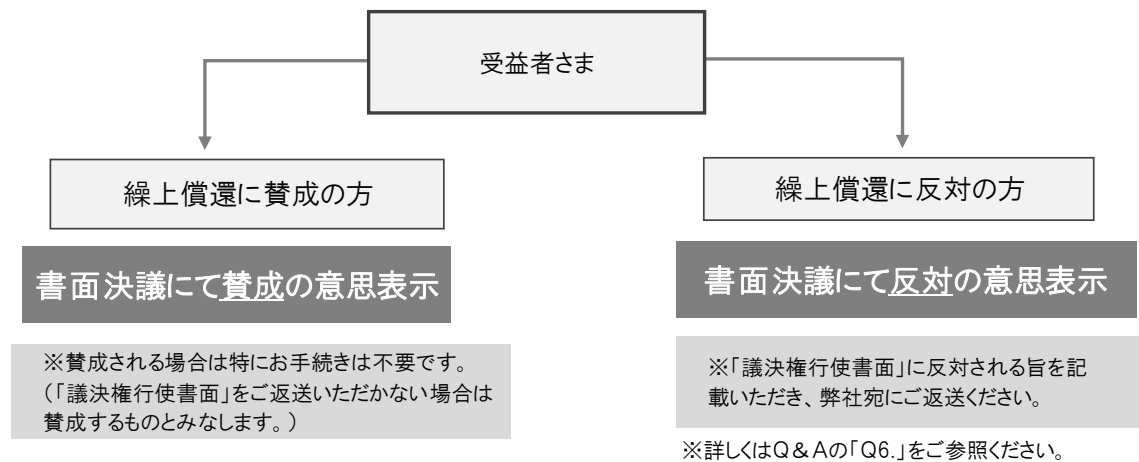 受益者さま
繰上償還に賛成の方
書面決議にて賛成の意思表示
※賛成される場合は特にお手続きは不要です。
(「議決権行使書面」をご返送いただかない場合は
賛成するものとみなします。)
繰上償還に反対の方
書面決議にて反対の意思表示
※「議決権行使書面」に反対される旨を記
載いただき、弊社宛にご返送ください。
※詳しくはQ&Aの「Q6.」をご参照ください。